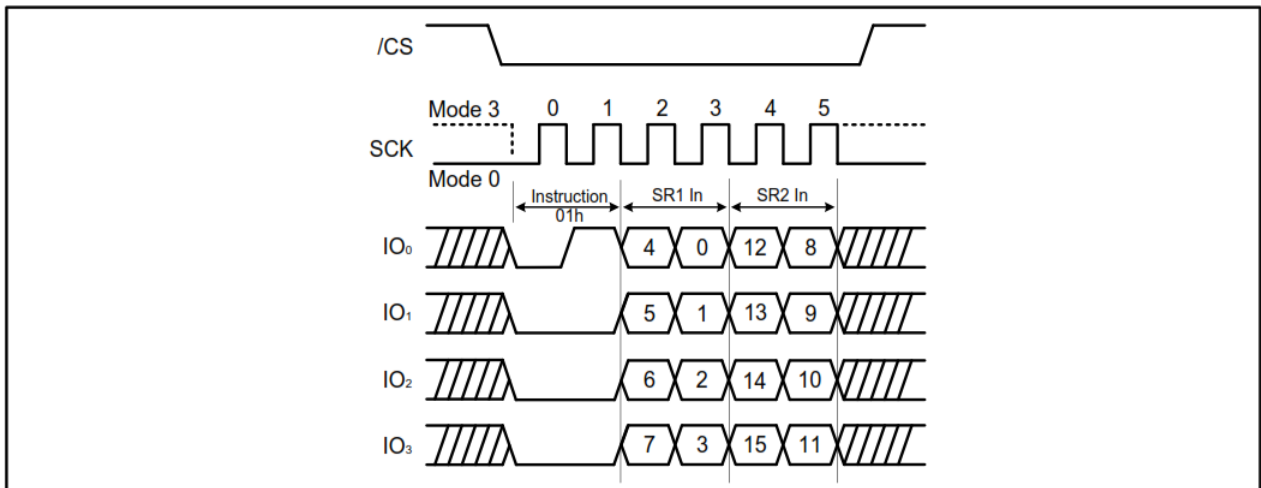 /CS
Mode 3 0 1 2 3 4 5
SCK
Mode 0
Instruction SR1 In SR2 In
01h
IO₀ 4 0 12 8
IO₁ 5 1 13 9
IO₂ 6 2 14 10
IO₃ 7 3 15 11